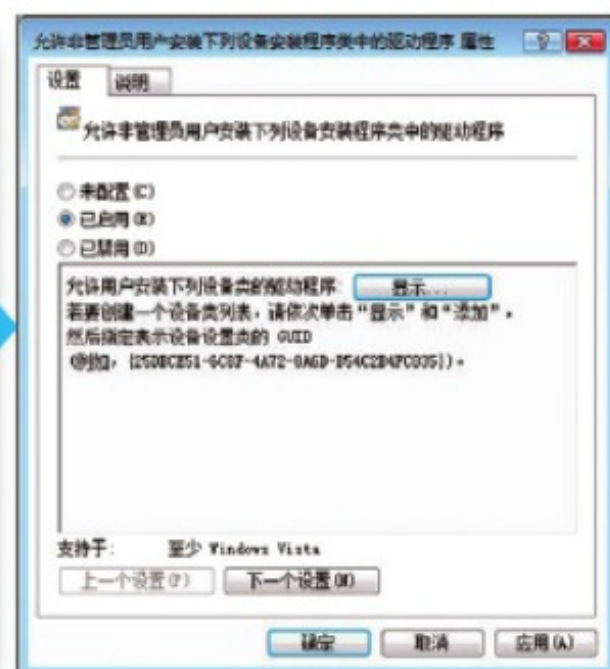 允许非管理员用户安装下列设备安装程序类中的驱动程序 属性
设置 说明
允许非管理员用户安装下列设备安装程序类中的驱动程序
未配置(C)
已启用(E)
已禁用(D)
允许用户安装下列设备类的驱动程序: 显示...
若要创建一个设备类列表，请依次单击“显示”和“添加”，
然后指定表示设备设置类的 GUID
(例如，
支持于: 至少 Windows Vista
上一个设置(P) 下一个设置(N)
确定 取消 应用(A)